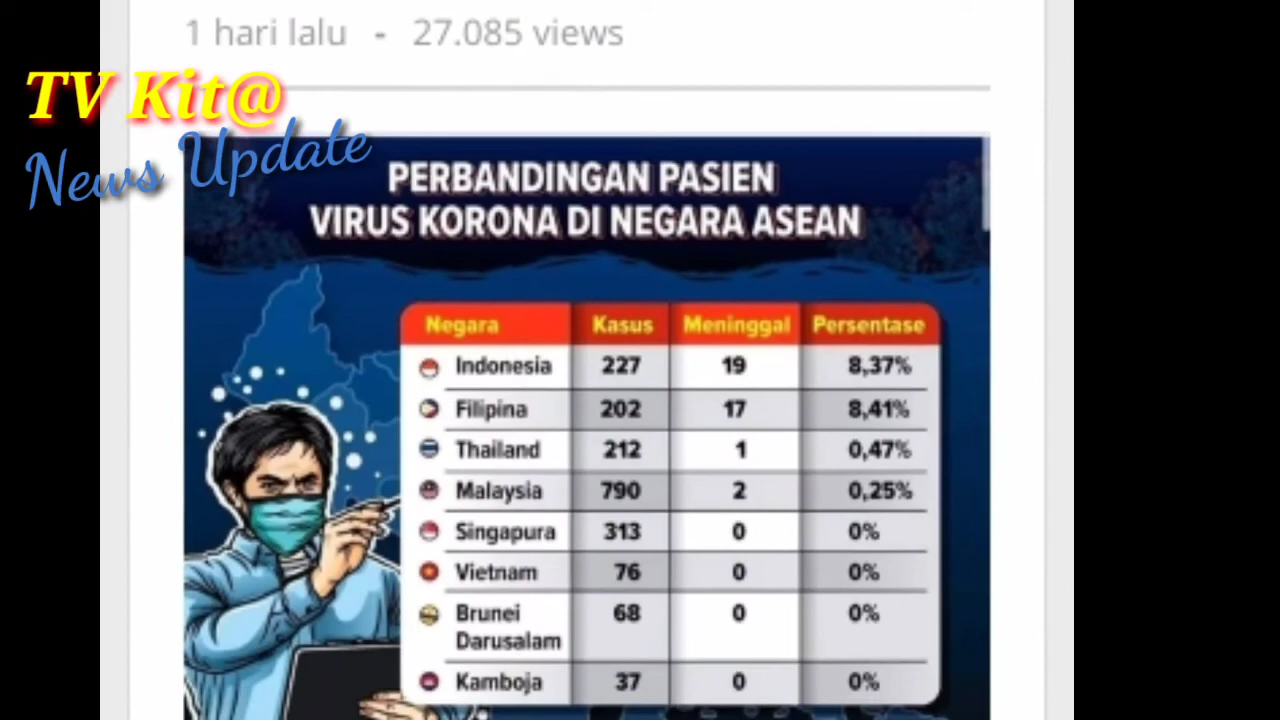 1 hari lalu - 27.085 views
TV Kit@
News Update
PERBANDINGAN PASIEN
VIRUS KORONA DI NEGARA ASEAN
Negara Kasus Meninggal Persentase
Indonesia 227 19 8,37%
Filipina 202 17 8,41%
Thailand 212 1 0,47%
Malaysia 790 2 0,25%
Singapura 313 0 0%
Vietnam 76 0 0%
Brunei 68 0 0%
Darusalam
Kamboja 37 0 0%